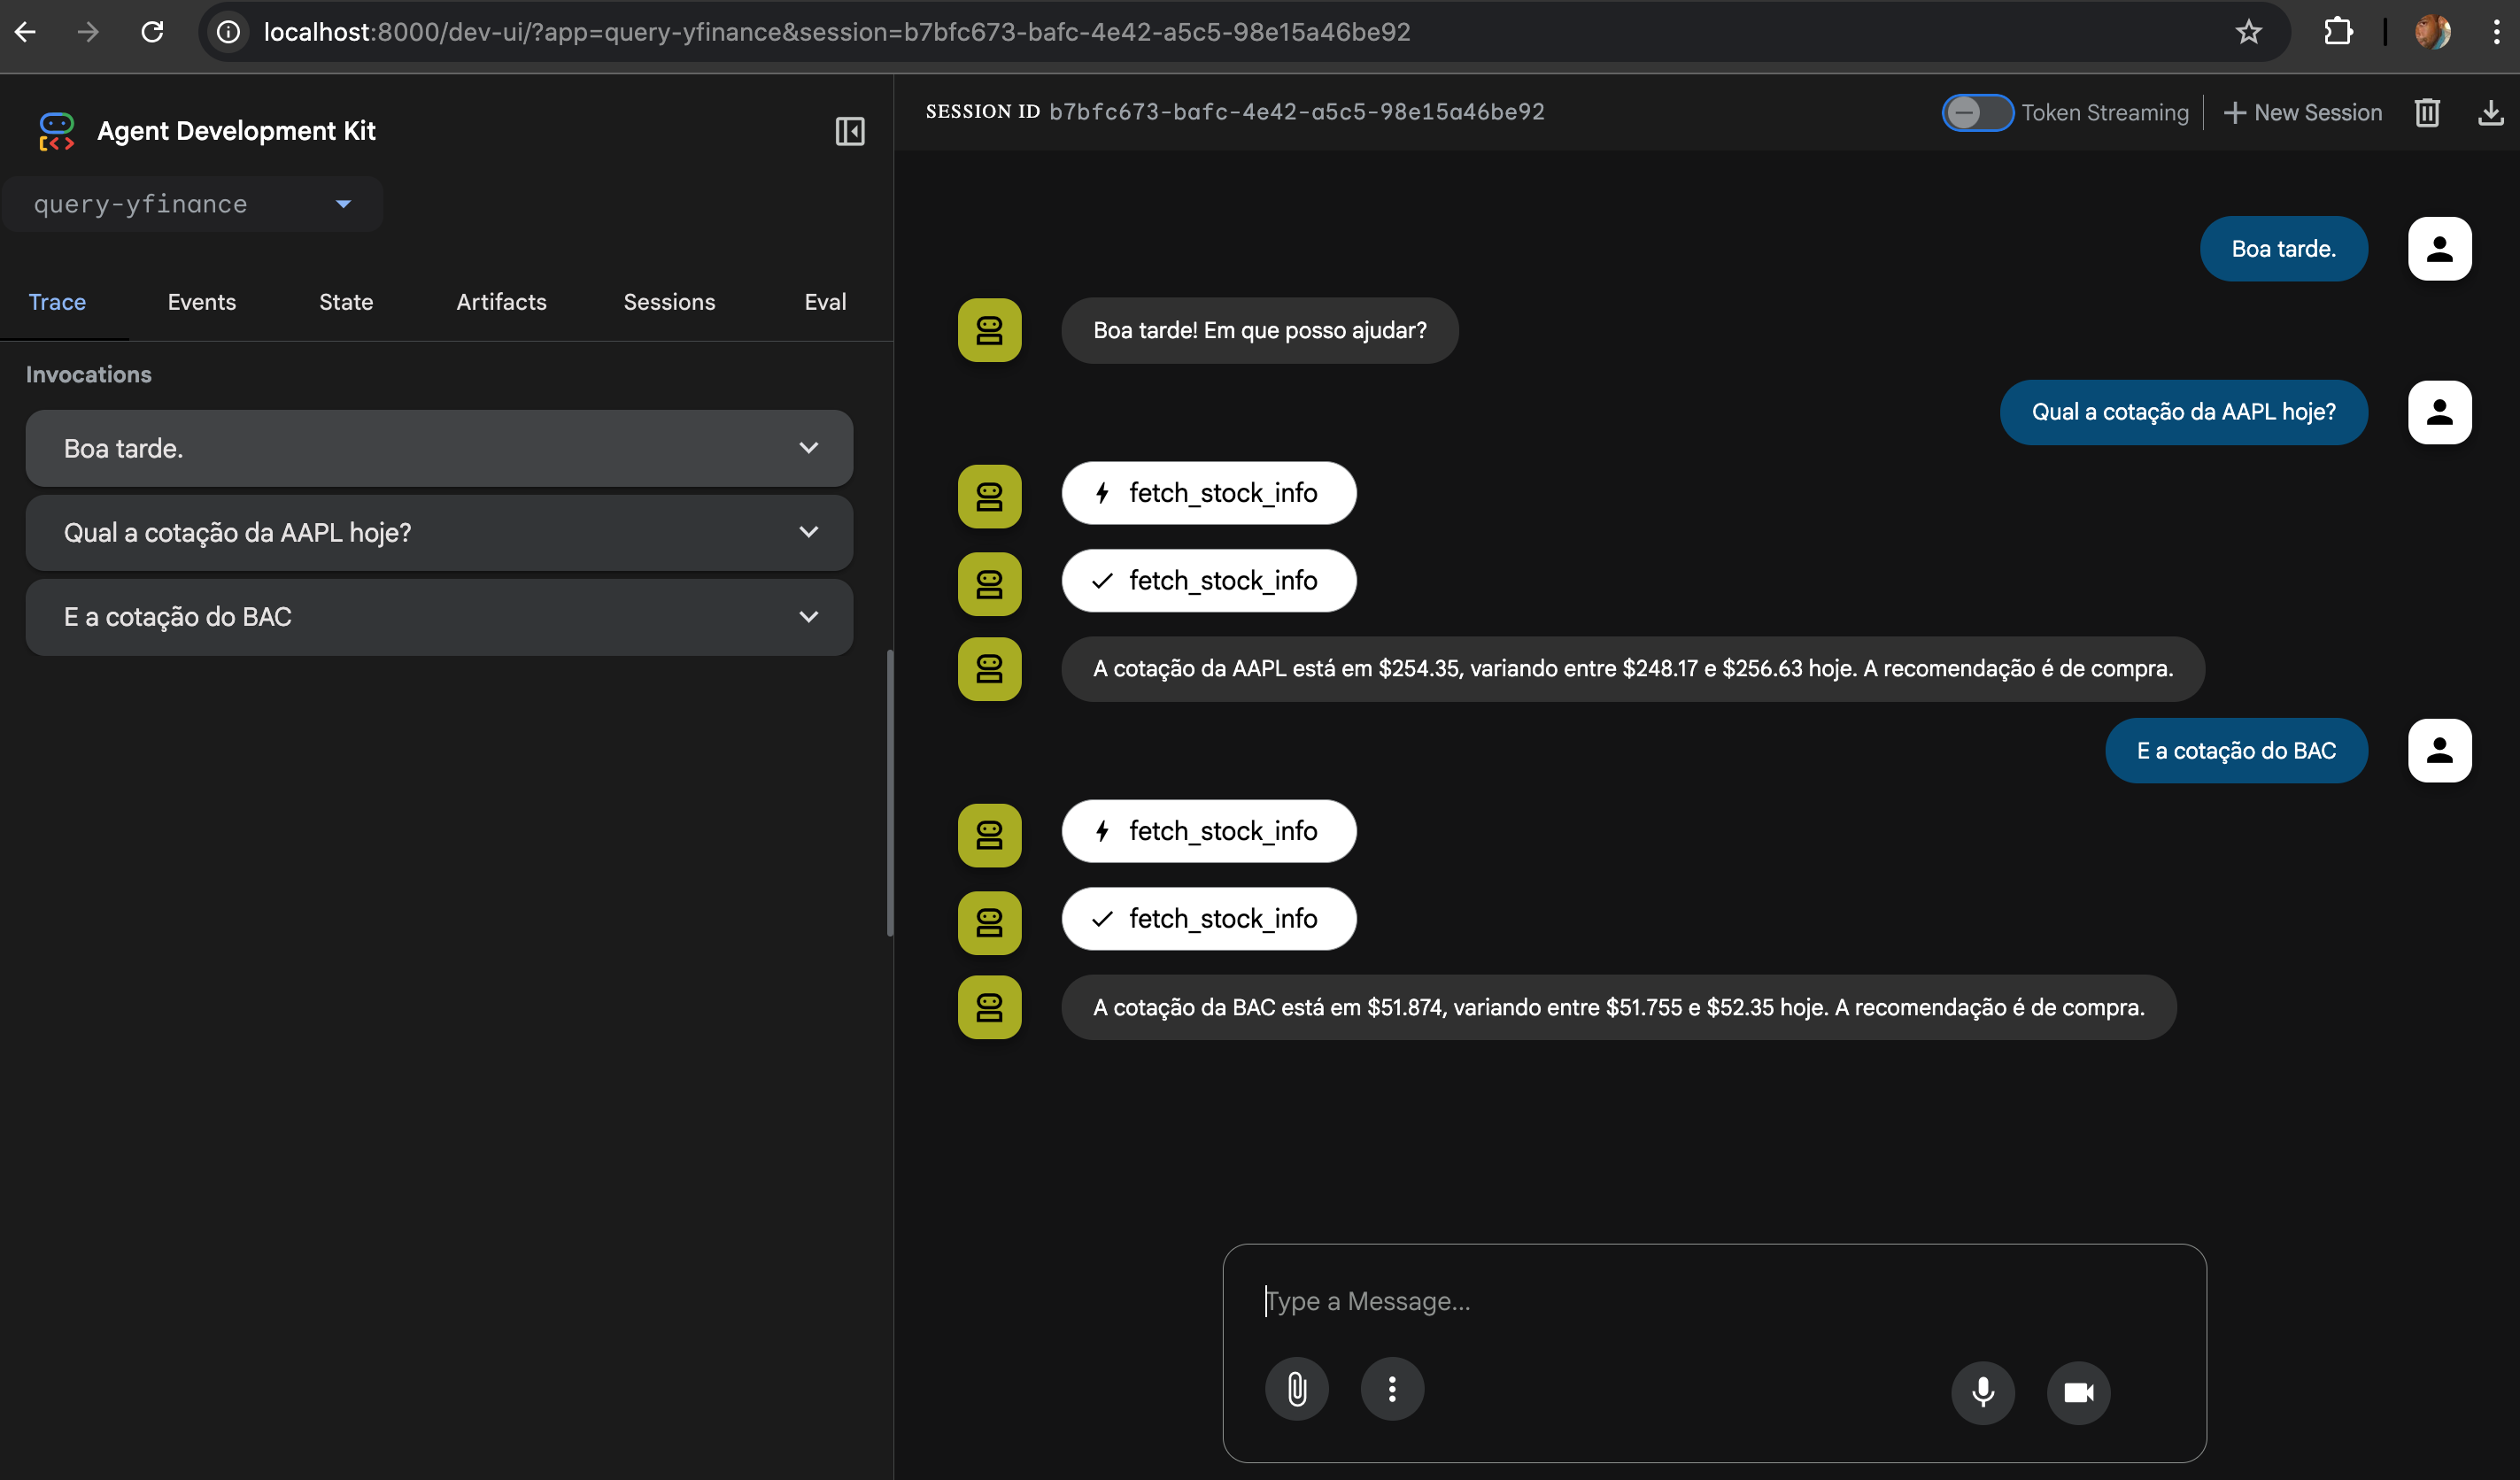 localhost:8000/dev-ui/?app=query-yfinance&session=b7bfc673-bafc-4e42-a5c5-98e15a46be92
Agent Development Kit
query-yfinance
Trace Events State Artifacts Sessions Eval
Invocations
Boa tarde.
Qual a cotação da AAPL hoje?
E a cotação do BAC
SESSION ID b7bfc673-bafc-4e42-a5c5-98e15a46be92
Token Streaming
New Session
Boa tarde.
Boa tarde! Em que posso ajudar?
Qual a cotação da AAPL hoje?
fetch_stock_info
fetch_stock_info
A cotação da AAPL está em $254.35, variando entre $248.17 e $256.63 hoje. A recomendação é de compra.
E a cotação do BAC
fetch_stock_info
fetch_stock_info
A cotação da BAC está em $51.874, variando entre $51.755 e $52.35 hoje. A recomendação é de compra.
Type a Message...